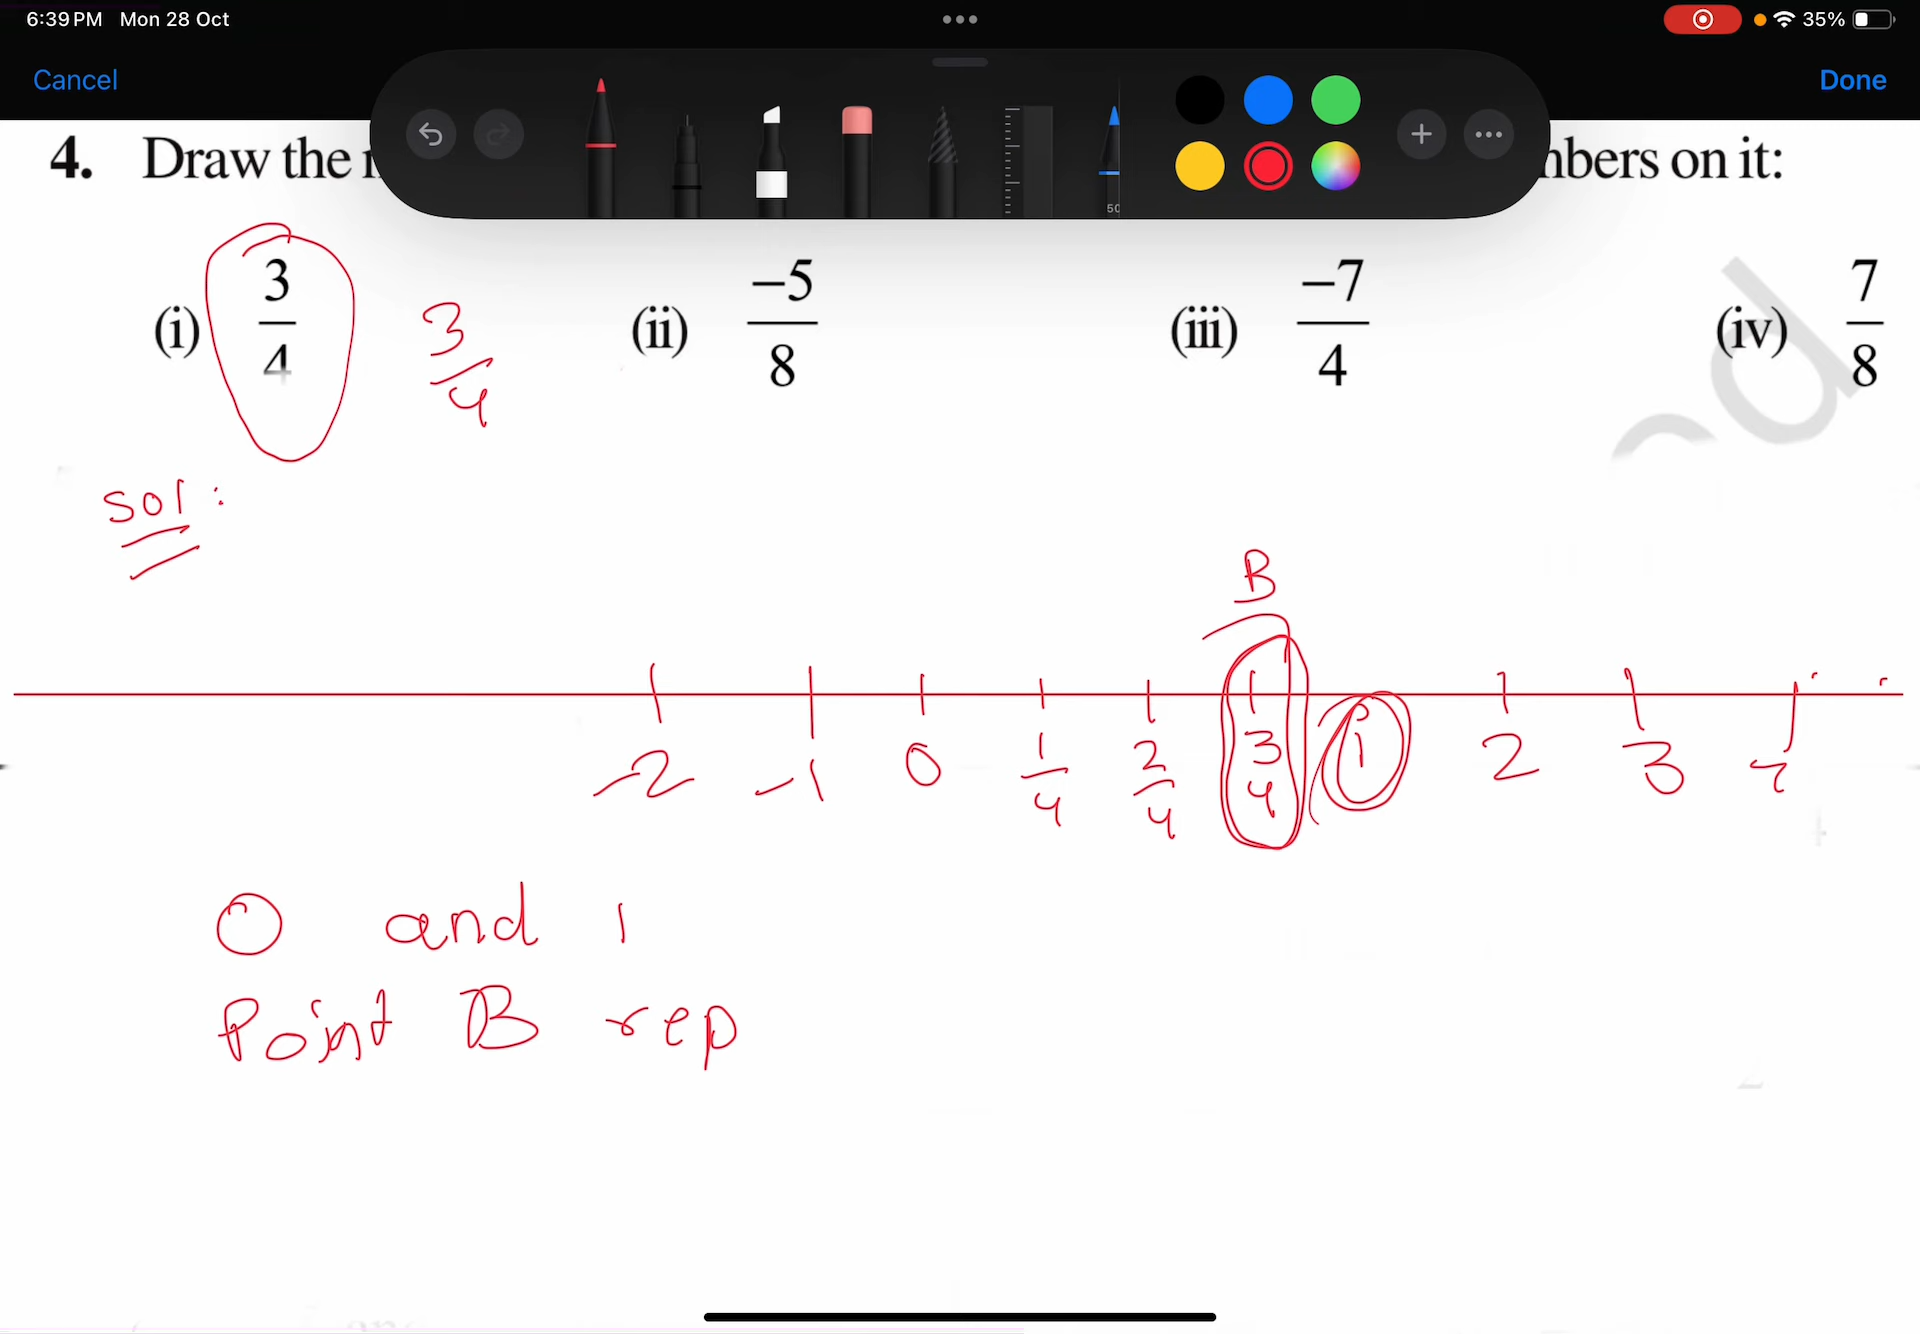 6:39 PM Mon 28 Oct 35%
Cancel Done
50
4. Draw the nbers on it:
(i) 3/4 3/4 (ii) -5/8 (iii) -7/4 (iv) 7/8
Sol:
B
-2 -1 0 1/4 2/4 3/4 1 2 3
0 and 1
Point B rep